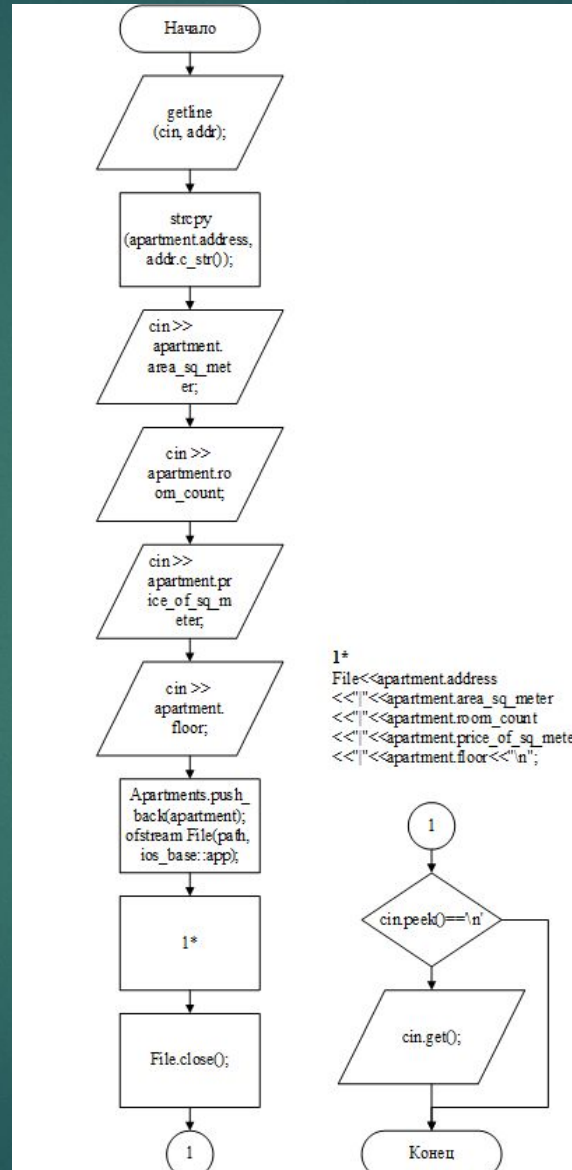 Начало
getline
(cin, addr);
strcpy
(apartment.address,
addr.c_str());
cin >>
apartment.
area_sq_met
er;
cin >>
apartment.ro
om_count;
cin >>
apartment.pr
ice_of_sq_m
eter;
cin >>
apartment.
floor;
Apartments.push_
back(apartment);
ofstream File(path,
ios_base::app);
1*
File.close();
1
1*
File<<apartment.address
<<"|"<<apartment.area_sq_meter
<<"|"<<apartment.room_count
<<"|"<<apartment.price_of_sq_mete
<<"|"<<apartment.floor<<"\n";
1
cin.peek()=='\n'
cin.get();
Конец